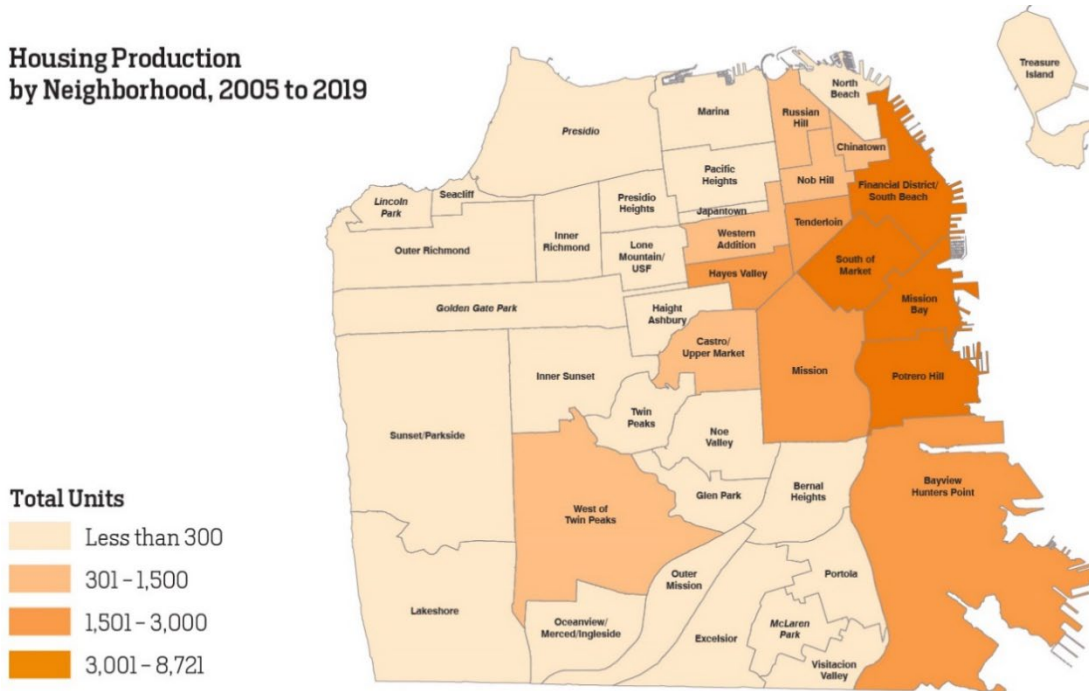 Housing Production
by Neighborhood, 2005 to 2019
Treasure
Island
North
Beach
Marina
Russian
Hill
Presidio
Chinatown
Pacific
Heights
Nob Hill
Financial District/
South Beach
Seacliff
Lincoln
Park
Presidio
Heights
Japantown
Tenderloin
Inner
Richmond
Western
Addition
Outer Richmond
Lone
Mountain/
USF
South of
Market
Hayes Valley
Mission
Bay
Golden Gate Park
Haight
Ashbury
Castro/
Upper Market
Mission
Potrero Hill
Inner Sunset
Twin
Peaks
Noe
Valley
Sunset/Parkside
Bernal
Heights
Bayview
Hunters Point
Glen Park
West of
Twin Peaks
Outer
Mission
Portola
Lakeshore
Oceanview/
Merced/Ingleside
McLaren
Park
Excelsior
Visitacion
Valley
Total Units
Less than 300
301 – 1,500
1,501 – 3,000
3,001 – 8,721